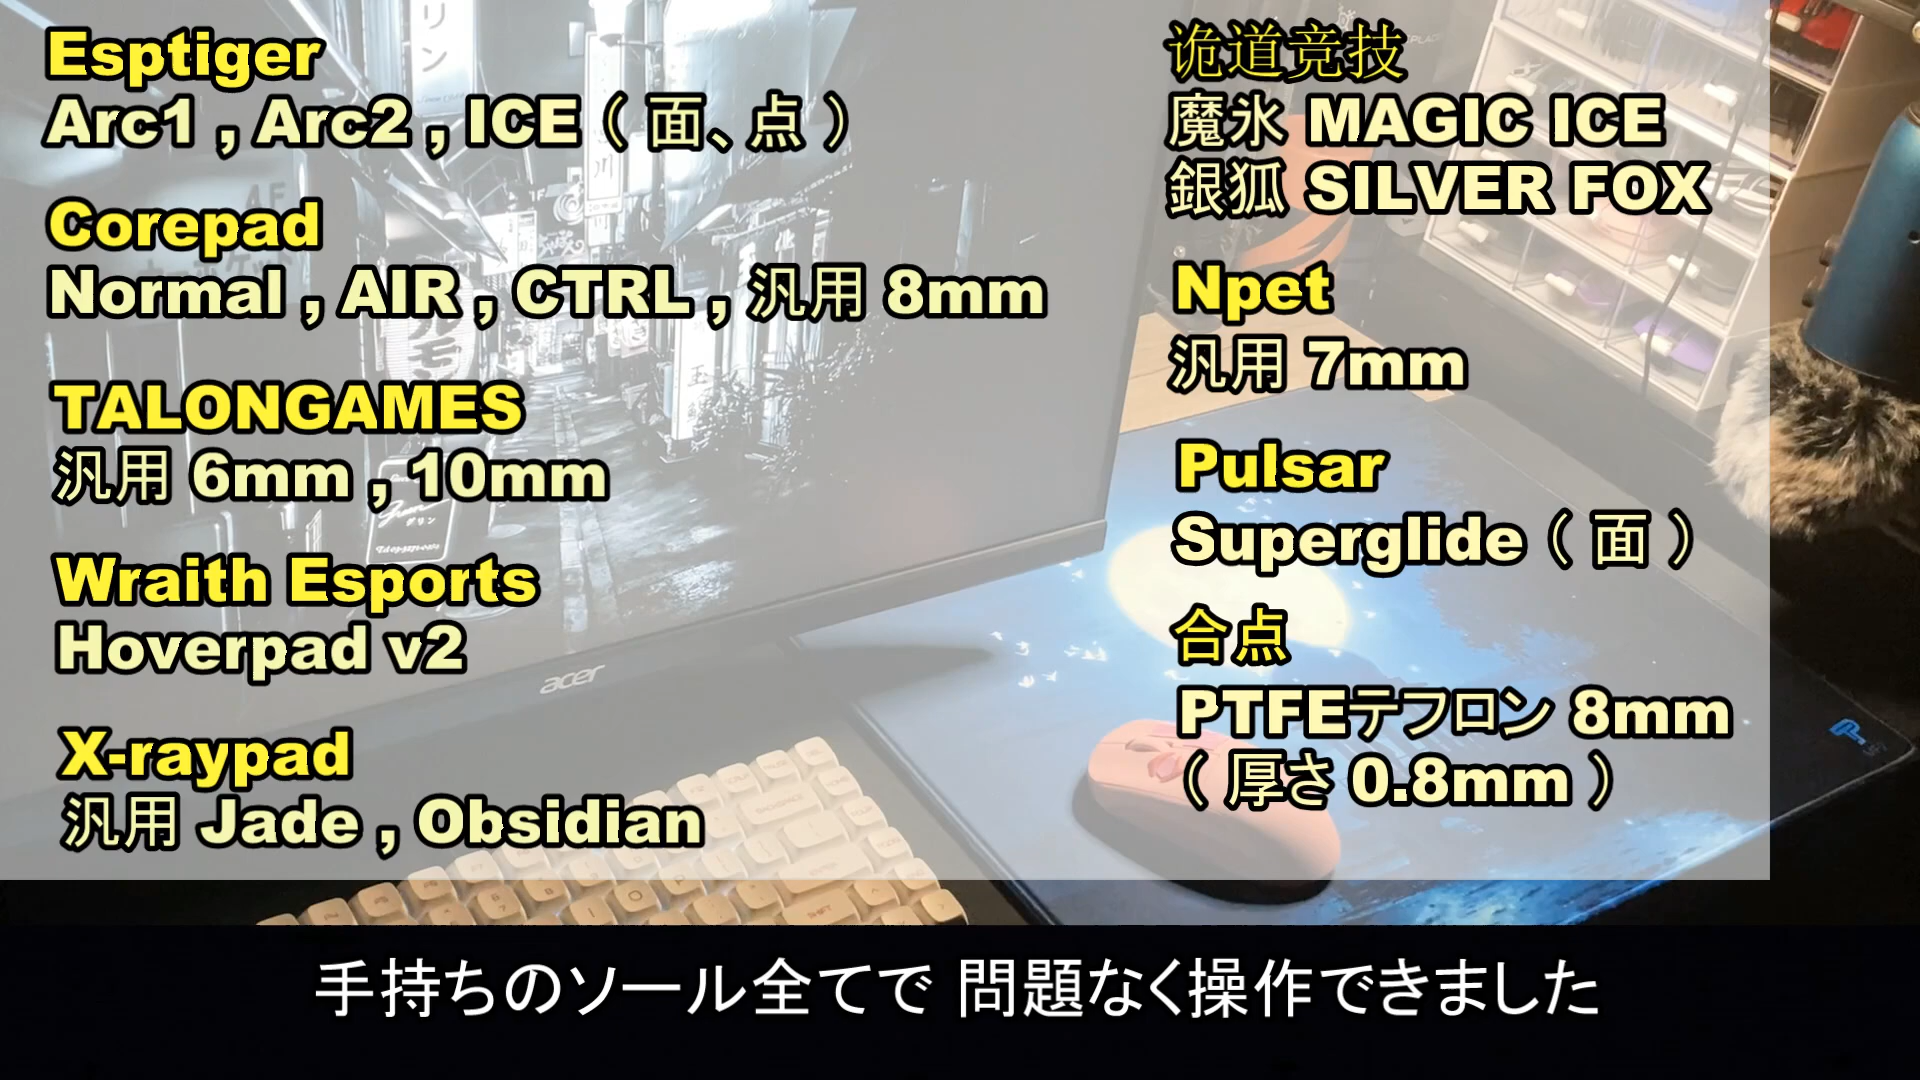 Esptiger
Arc1 , Arc2 , ICE（ 面、点 ）
Corepad
Normal , AIR , CTRL , 汎用 8mm
TALONGAMES
汎用 6mm , 10mm
Wraith Esports
Hoverpad v2
X-raypad
汎用 Jade , Obsidian
诡道竞技
魔氷 MAGIC ICE
銀狐 SILVER FOX
Npet
汎用 7mm
Pulsar
Superglide（ 面 ）
合点
PTFEテフロン 8mm
（ 厚さ 0.8mm ）
acer
手持ちのソール全てで 問題なく操作できました